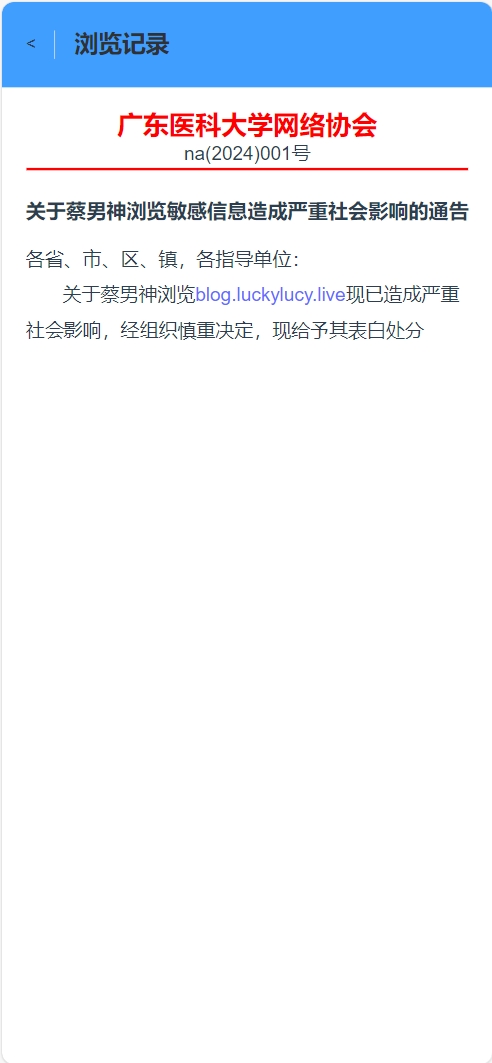 < 浏览记录
广东医科大学网络协会
na(2024)001号
关于蔡男神浏览敏感信息造成严重社会影响的通告
各省、市、区、镇，各指导单位：
关于蔡男神浏览blog.luckylucy.live现已造成严重
社会影响，经组织慎重决定，现给予其表白处分